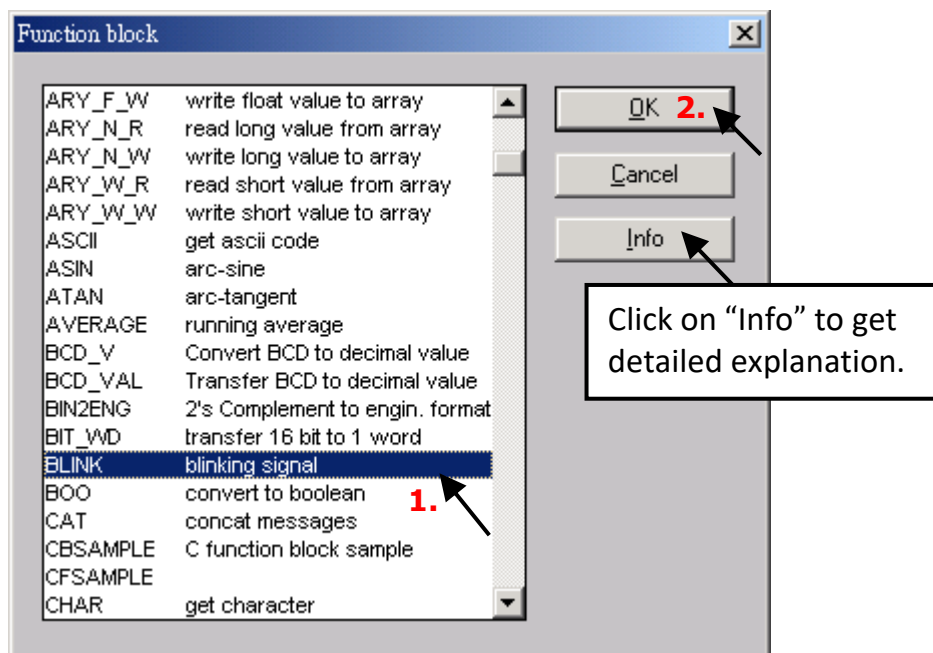 Function block
ARY_F_W write float value to array
ARY_N_R read long value from array
ARY_N_W write long value to array
ARY_W_R read short value from array
ARY_W_W write short value to array
ASCII get ascii code
ASIN arc-sine
ATAN arc-tangent
AVERAGE running average
BCD_V Convert BCD to decimal value
BCD_VAL Transfer BCD to decimal value
BIN2ENG 2's Complement to engin. format
BIT_WD transfer 16 bit to 1 word
BLINK blinking signal
BOO convert to boolean
1.
CAT concat messages
CBSAMPLE C function block sample
CFSAMPLE
CHAR get character
OK 2.
Cancel
Info
Click on “Info” to get
detailed explanation.